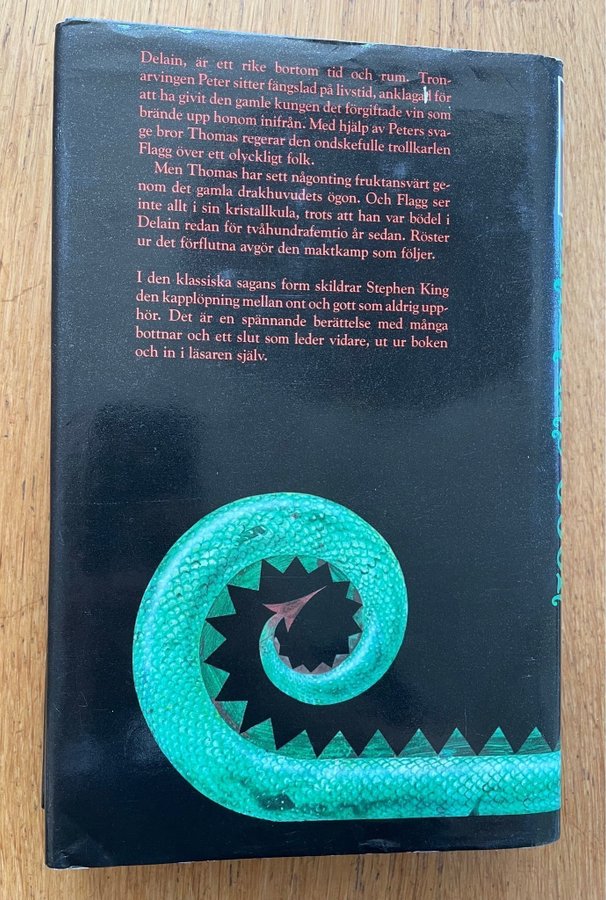 Delain, är ett rike bortom tid och rum. Tron-
arvingen Peter sitter fängslad på livstid, anklagad för
att ha givit den gamle kungen det förgiftade vin som
brände upp honom inifrån. Med hjälp av Peters sva-
ge bror Thomas regerar den ondskefulle trollkarlen
Flagg över ett olyckligt folk.
Men Thomas har sett någonting fruktansvärt ge-
nom det gamla drakhuvudets ögon. Och Flagg ser
inte allt i sin kristallkula, trots att han var bödel i
Delain redan för tvåhundrafemtio år sedan. Röster
ur det förflutna avgör den maktkamp som följer.
I den klassiska sagans form skildrar Stephen King
den kapplöpning mellan ont och gott som aldrig upp-
hör. Det är en spännande berättelse med många
bottnar och ett slut som leder vidare, ut ur boken
och in i läsaren själv.